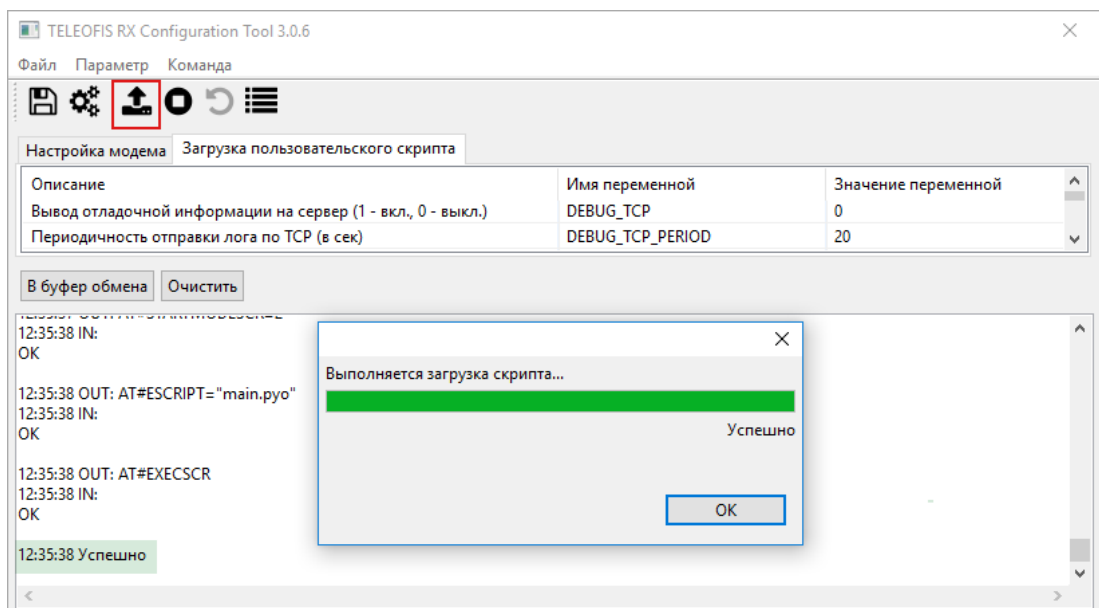 TELEOFIS RX Configuration Tool 3.0.6
Файл Параметр Команда
Настройка модема Загрузка пользовательского скрипта
Описание Имя переменной Значение переменной
Вывод отладочной информации на сервер (1 - вкл., 0 - выкл.) DEBUG_TCP 0
Периодичность отправки лога по TCP (в сек) DEBUG_TCP_PERIOD 20
В буфер обмена Очистить
12:35:38 IN:
OK
12:35:38 OUT: AT#ESCRIPT="main.pyo"
12:35:38 IN:
OK
12:35:38 OUT: AT#EXECSCR
12:35:38 IN:
OK
12:35:38 Успешно
Выполняется загрузка скрипта...
Успешно
OK